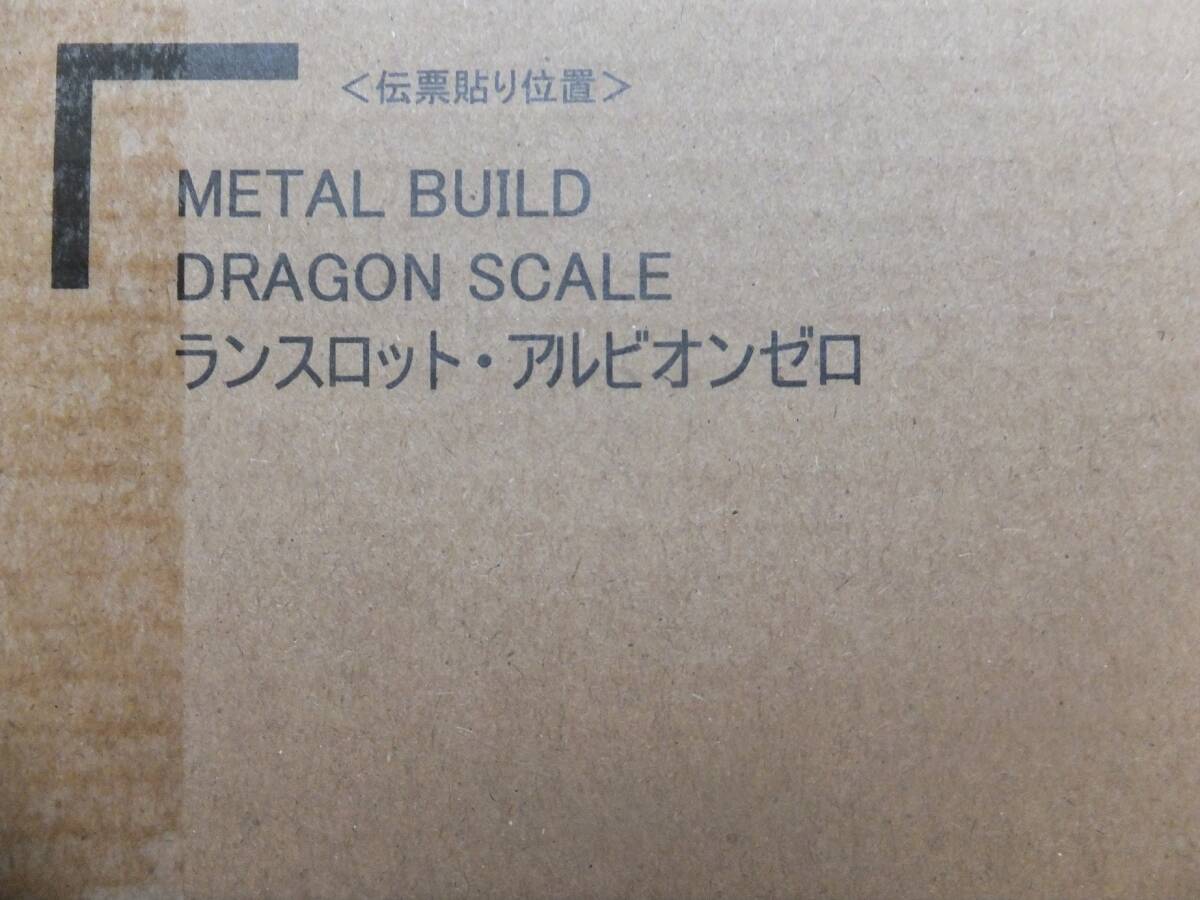 ＜伝票貼り位置＞
METAL BUILD
DRAGON SCALE
ランスロット・アルビオンゼロ